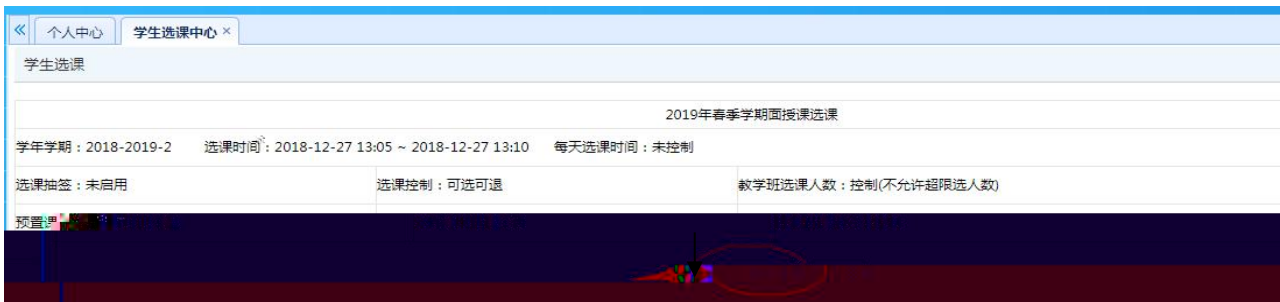 个人中心 学生选课中心
学生选课
2019年春季学期面授课选课
学年学期：2018-2019-2 选课时间：2018-12-27 13:05 ~ 2018-12-27 13:10 每天选课时间：未控制
选课抽签：未启用 选课控制：可选可退 教学班选课人数：控制(不允许超限选人数)
预置课